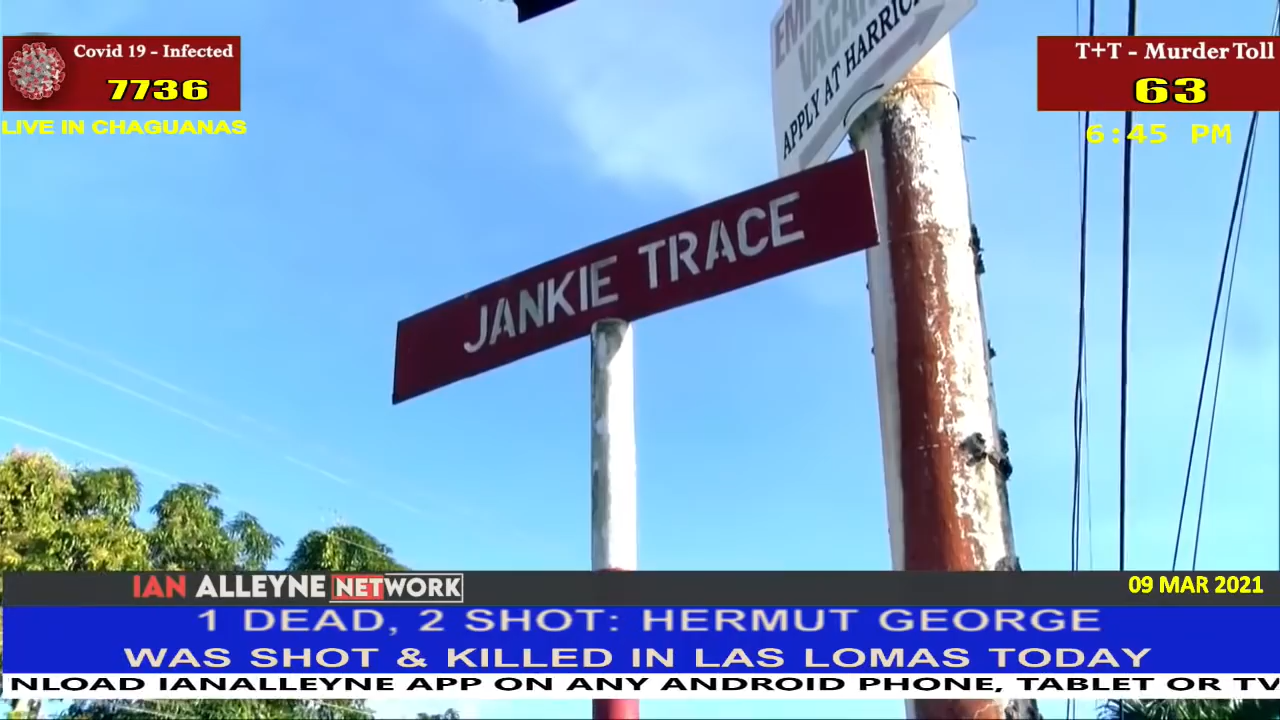 Covid 19 - Infected
7736
LIVE IN CHAGUANAS
T+T - Murder Toll
63
6:45 PM
APPLY AT HARRICK
JANKIE TRACE
IAN ALLEYNE NETWORK
09 MAR 2021
1 DEAD, 2 SHOT: HERMUT GEORGE
WAS SHOT & KILLED IN LAS LOMAS TODAY
NLOAD IANALLEYNE APP ON ANY ANDROID PHONE, TABLET OR TV